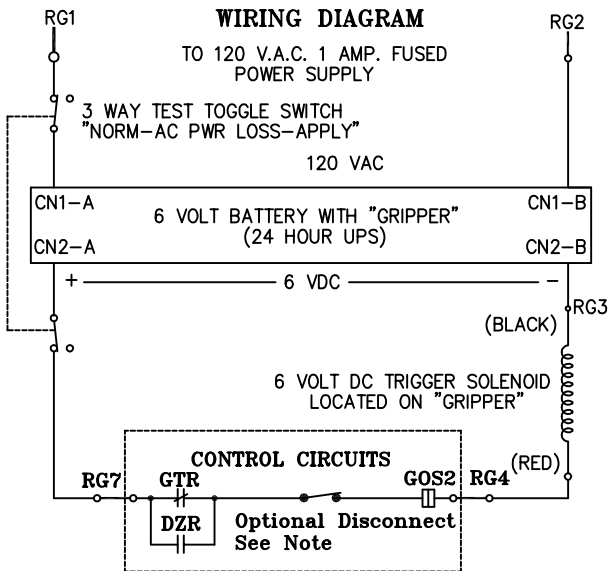 WIRING DIAGRAM
RG1
RG2
TO 120 V.A.C. 1 AMP. FUSED
POWER SUPPLY
3 WAY TEST TOGGLE SWITCH
"NORM-AC PWR LOSS-APPLY"
120 VAC
CN1-A
CN1-B
6 VOLT BATTERY WITH "GRIPPER"
(24 HOUR UPS)
CN2-A
CN2-B
+ 6 VDC -
RG3
(BLACK)
6 VOLT DC TRIGGER SOLENOID
LOCATED ON "GRIPPER"
(RED)
CONTROL CIRCUITS
RG7 GTR GOS2 RG4
DZR Optional Disconnect
See Note